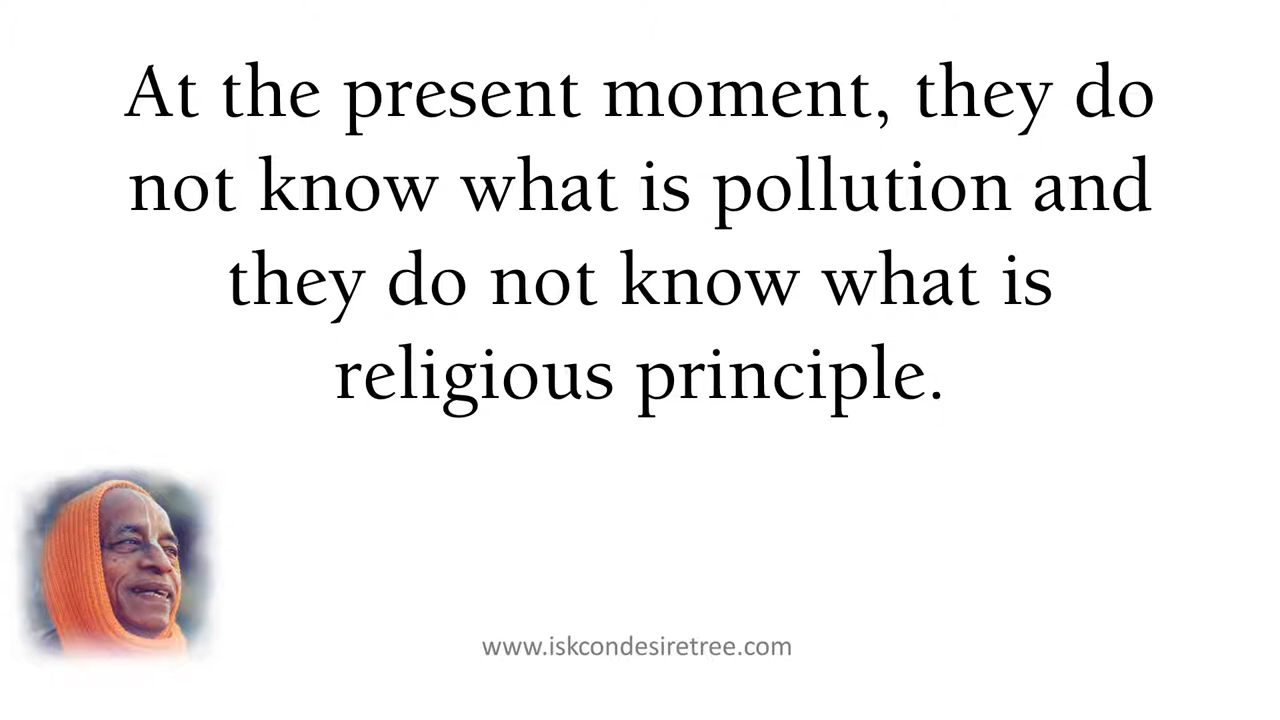 At the present moment, they do
not know what is pollution and
they do not know what is
religious principle.
www.iskcondesiretree.com